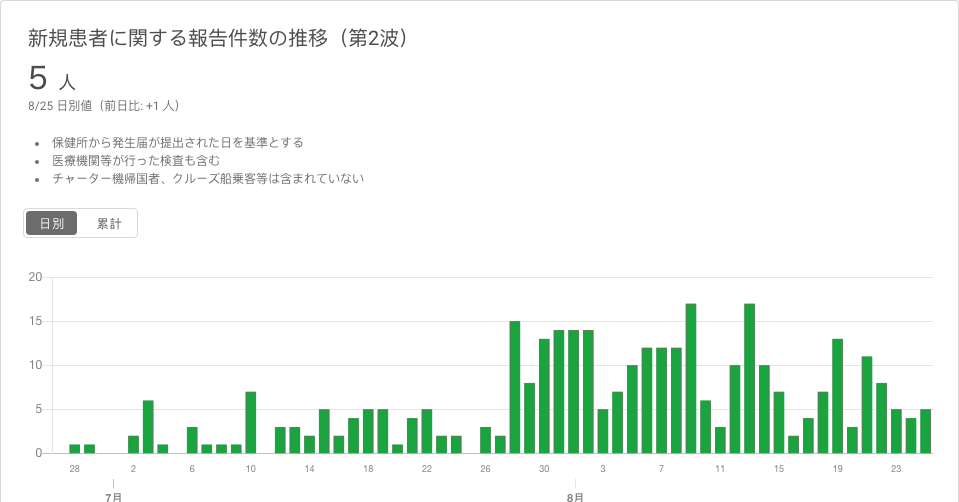 新規患者に関する報告件数の推移（第2波）
5 人
8/25 日別値（前日比: +1 人）
保健所から発生届が提出された日を基準とする
医療機関等が行った検査も含む
チャーター機帰国者、クルーズ船乗客等は含まれていない
日別 累計
20
15
10
5
0
28 2 6 10 14 18 22 26 30 3 7 11 15 19 23
7月 8月